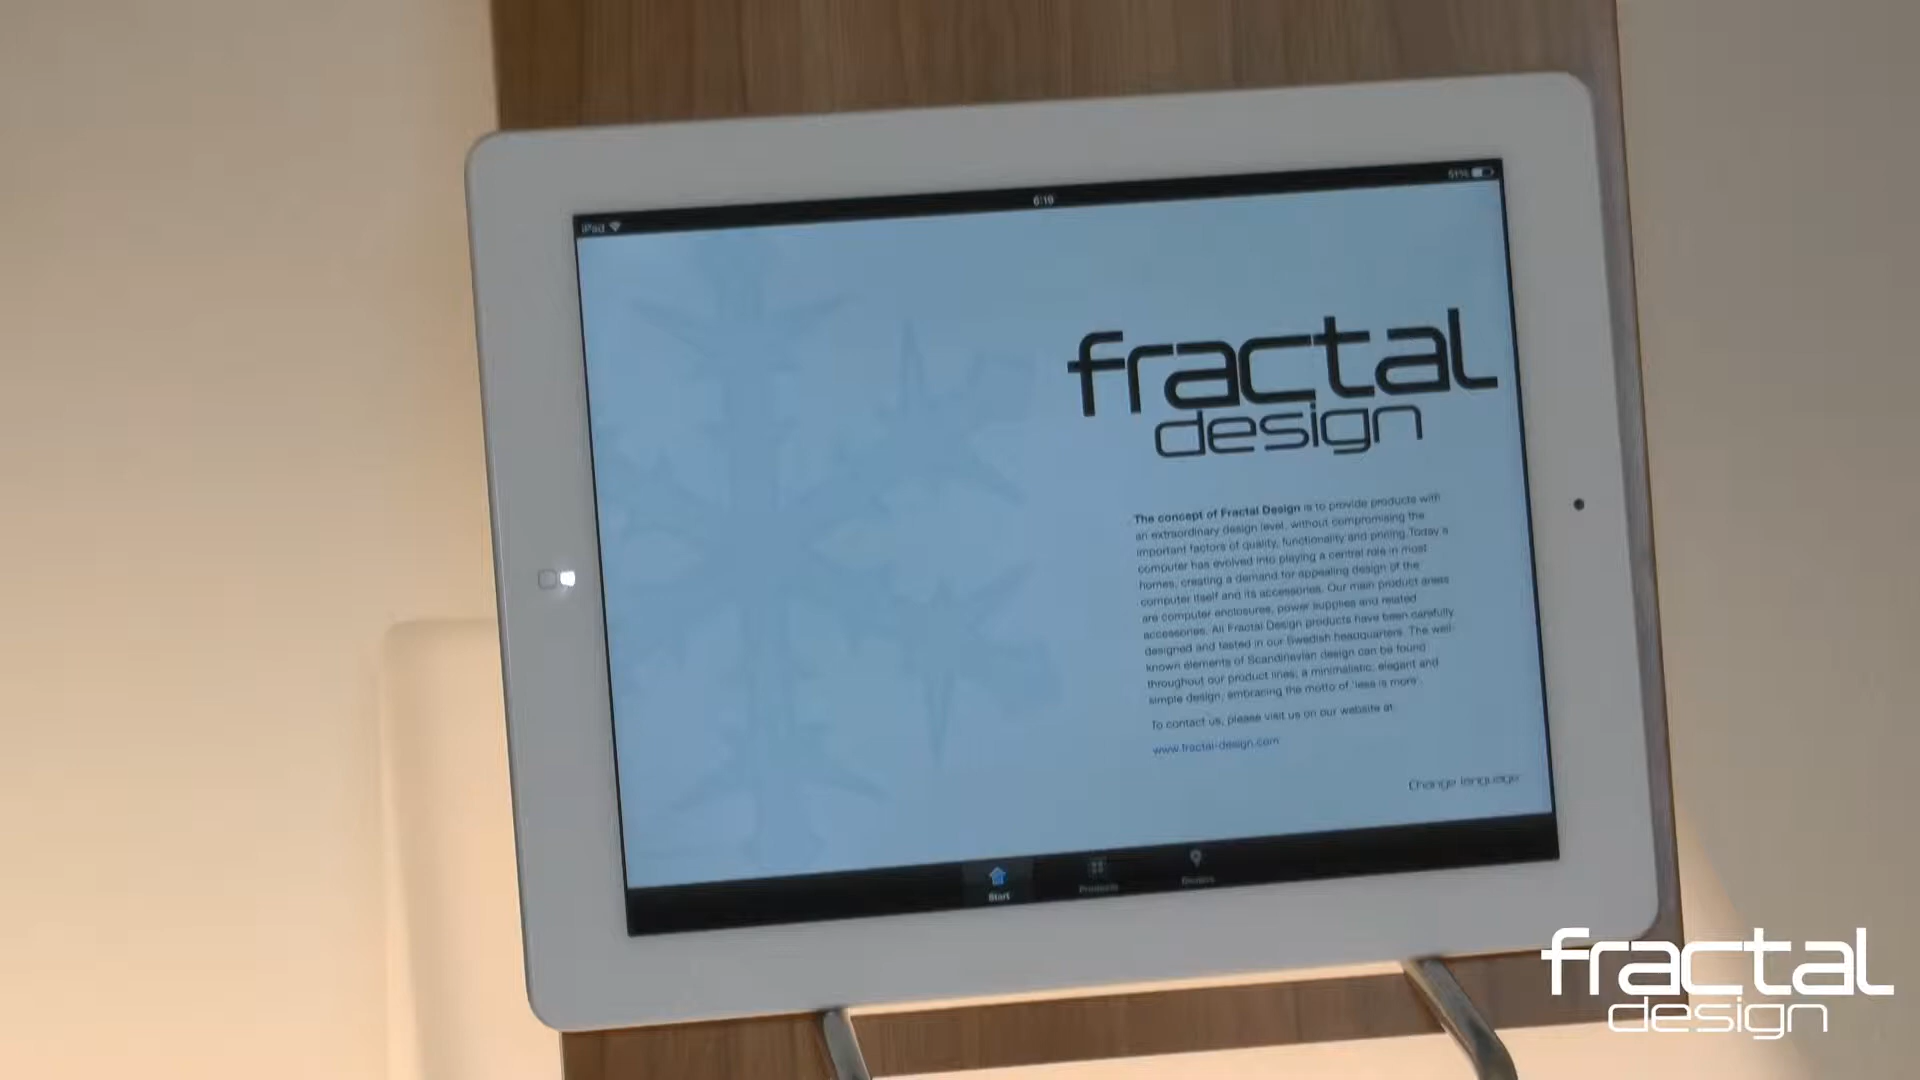 iPad
6:19
51%
fractal
design
The concept of Fractal Design is to provide products with
an extraordinary design level, without compromising the
important factors of quality, functionality and pricing. Today's
computer has evolved into playing a central role in most
homes, creating a demand for appealing design of the
computer itself and its accessories. Our main product areas
are computer enclosures, power supplies and related
accessories. All Fractal Design products have been carefully
designed and tested in our Swedish headquarters. The well-
known elements of Scandinavian design can be found
throughout our product lines; a minimalistic, elegant and
simple design, embracing the motto of 'less is more'.
To contact us, please visit us on our website at:
www.fractal-design.com
Change language
Start
Products
fractal
design